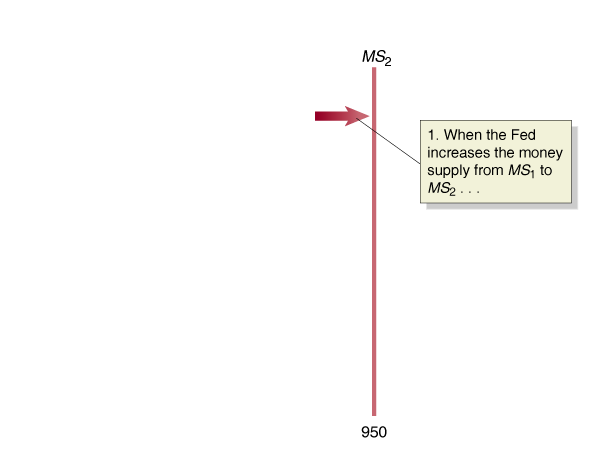 MS₂
1. When the Fed
increases the money
supply from MS₁ to
MS₂ . . .
950